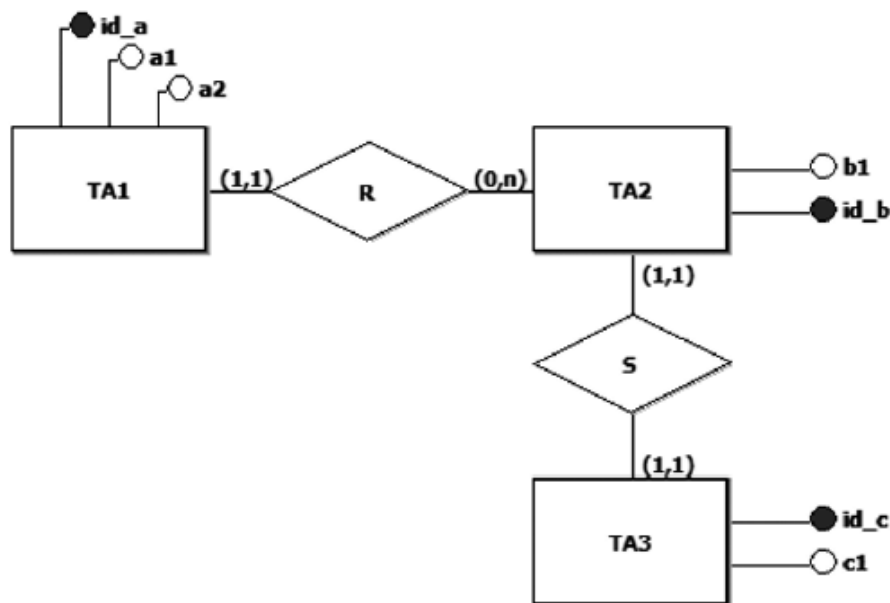 id_a
a1
a2
TA1
(1,1)
R
(0,n)
TA2
b1
id_b
(1,1)
S
(1,1)
TA3
id_c
c1